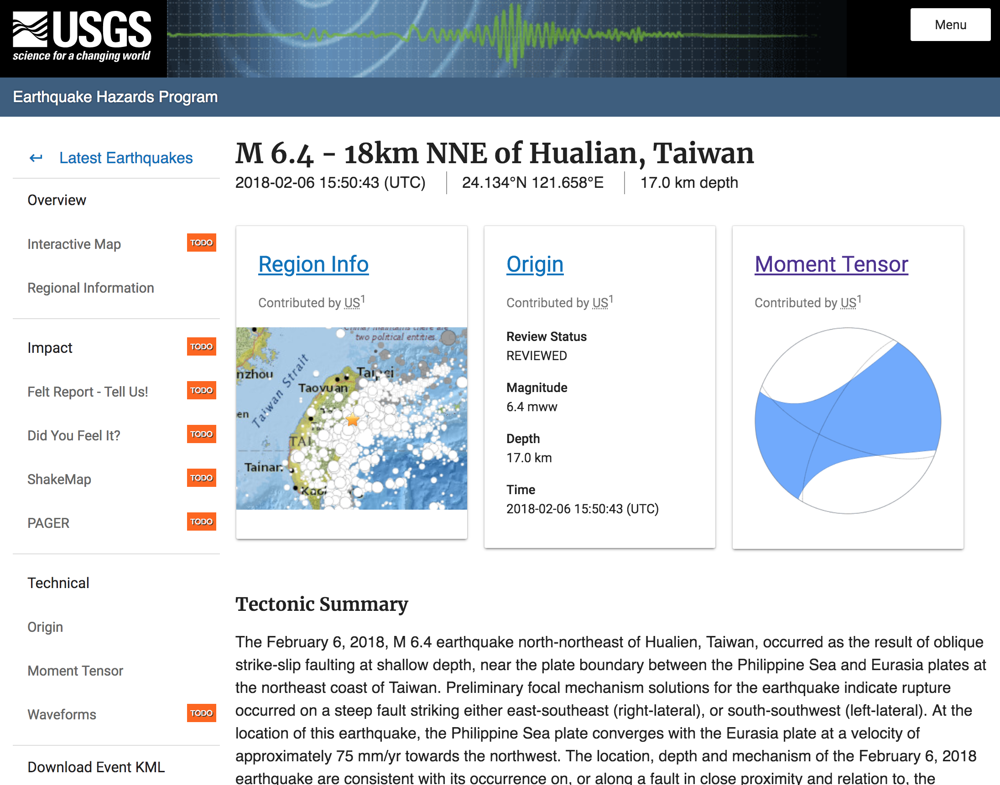 USGS
science for a changing world
Menu
Earthquake Hazards Program
Latest Earthquakes
Overview
Interactive Map TODO
Regional Information
Impact TODO
Felt Report - Tell Us! TODO
Did You Feel It? TODO
ShakeMap TODO
PAGER TODO
Technical
Origin
Moment Tensor
Waveforms TODO
Download Event KML
M 6.4 - 18km NNE of Hualian, Taiwan
2018-02-06 15:50:43 (UTC) 24.134°N 121.658°E 17.0 km depth
Region Info
Contributed by US1
China) maintains there are
two political entities.
nzhou
Taiwan Strait
Taipei
Taoyuan
en
TAI
Tainan
Origin
Contributed by US1
Review Status
REVIEWED
Magnitude
6.4 mww
Depth
17.0 km
Time
2018-02-06 15:50:43 (UTC)
Moment Tensor
Contributed by US1
Tectonic Summary
The February 6, 2018, M 6.4 earthquake north-northeast of Hualien, Taiwan, occurred as the result of oblique
strike-slip faulting at shallow depth, near the plate boundary between the Philippine Sea and Eurasia plates at
the northeast coast of Taiwan. Preliminary focal mechanism solutions for the earthquake indicate rupture
occurred on a steep fault striking either east-southeast (right-lateral), or south-southwest (left-lateral). At the
location of this earthquake, the Philippine Sea plate converges with the Eurasia plate at a velocity of
approximately 75 mm/yr towards the northwest. The location, depth and mechanism of the February 6, 2018
earthquake are consistent with its occurrence on, or along a fault in close proximity and relation to, the